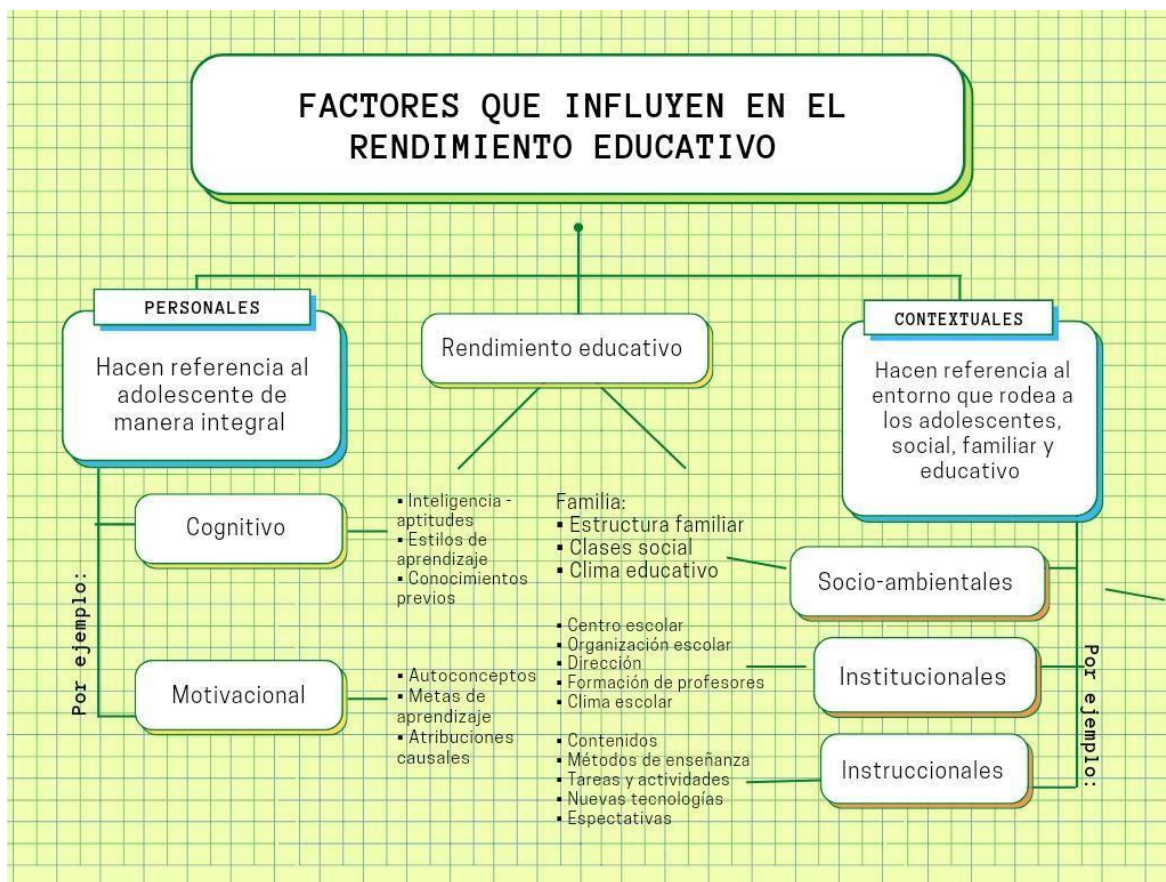 FACTORES QUE INFLUYEN EN EL
RENDIMIENTO EDUCATIVO
PERSONALES
Hacen referencia al
adolescente de
manera integral
Rendimiento educativo
CONTEXTUALES
Hacen referencia al
entorno que rodea a
los adolescentes,
social, familiar y
educativo
Por ejemplo:
Cognitivo
▪ Inteligencia -
aptitudes
▪ Estilos de
aprendizaje
▪ Conocimientos
previos
Motivacional
▪ Autoconceptos
▪ Metas de
aprendizaje
▪ Atribuciones
causales
Familia:
▪ Estructura familiar
▪ Clases social
▪ Clima educativo
Socio-ambientales
▪ Centro escolar
▪ Organización escolar
▪ Dirección
▪ Formación de profesores
▪ Clima escolar
Institucionales
▪ Contenidos
▪ Métodos de enseñanza
▪ Tareas y actividades
▪ Nuevas tecnologías
▪ Espectativas
Instruccionales
Por ejemplo: